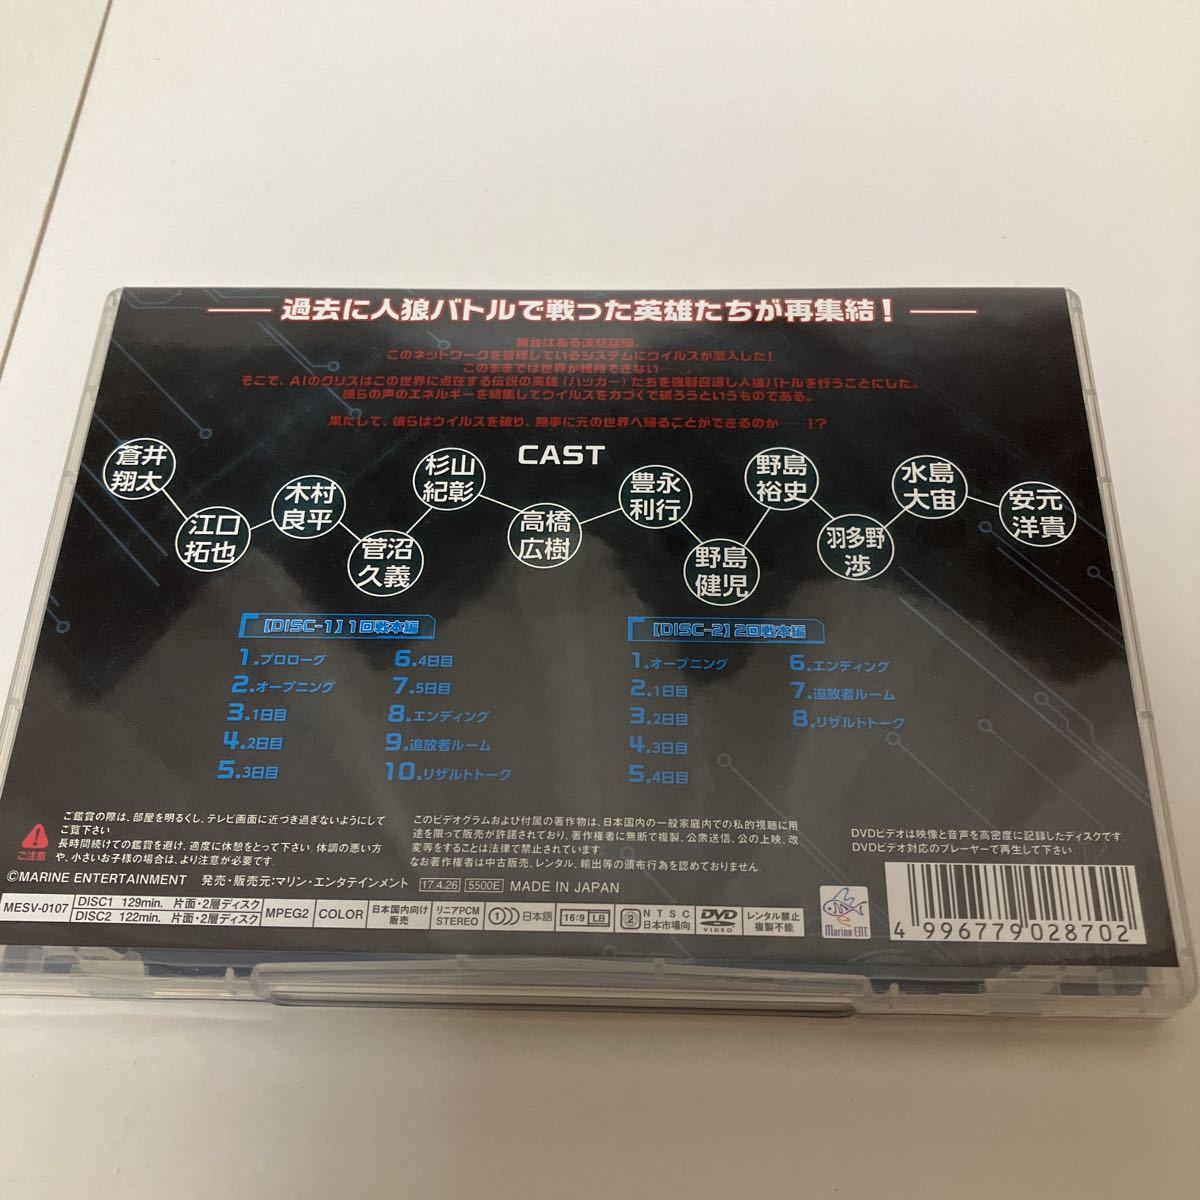 過去に人狼バトルで戦った英雄たちが再集結！
舞台はある仮想空間。
このネットワークを管理しているシステムにウイルスが潜入した！
このままでは世界が維持できない……。
そこで、AIのクリスはこの世界に点在する伝説の英雄（ハッカー）たちを強制召還し人狼バトルを行うことにした。
彼らの声のエネルギーを結集してウイルスを力づくで破ろうというものである。
果たして、彼らはウイルスを破り、無事に元の世界へ帰ることができるのか……！？
CAST
蒼井
翔太
江口
拓也
木村
良平
菅沼
久義
杉山
紀彰
高橋
広樹
豊永
利行
野島
健児
野島
裕史
羽多野
渉
水島
大宙
安元
洋貴
【DISC-1】1回戦本編
1.プロローグ
2.オープニング
3.1日目
4.2日目
5.3日目
6.4日目
7.5日目
8.エンディング
9.追放者ルーム
10.リザルトトーク
【DISC-2】2回戦本編
1.オープニング
2.1日目
3.2日目
4.3日目
5.4日目
6.エンディング
7.追放者ルーム
8.リザルトトーク
ご注意
ご鑑賞の際は、部屋を明るくし、テレビ画面に近づき過ぎないようにして
ご覧下さい。
長時間続けての鑑賞を避け、適度に休憩をとって下さい。体調の悪い方
や、小さいお子様の場合は、より注意が必要です。
このビデオグラムおよび付属の著作物は、日本国内の一般家庭内での私的視聴に用
途を限って販売が許諾されており、著作権者に無断で複製、公衆送信、公の上映、改
変等をすることは法律で禁止されています。
なお著作権者は中古販売、レンタル、輸出等の頒布行為を認めておりません。
DVDビデオは映像と音声を高密度に記録したディスクです。
DVDビデオ対応のプレーヤーで再生して下さい
©MARINE ENTERTAINMENT 発売・販売元：マリン・エンタテインメント 17.4.26 5500E MADE IN JAPAN
MESV-0107
DISC1 129min. 片面・2層ディスク
DISC2 122min. 片面・2層ディスク
MPEG2
COLOR
日本国内向け
販売
リニアPCM
STEREO
1 日本語
16:9 LB
2
NTSC
日本市場向
DVD
VIDEO
レンタル禁止
複製不能
Marine ENT.
4 996779 028702